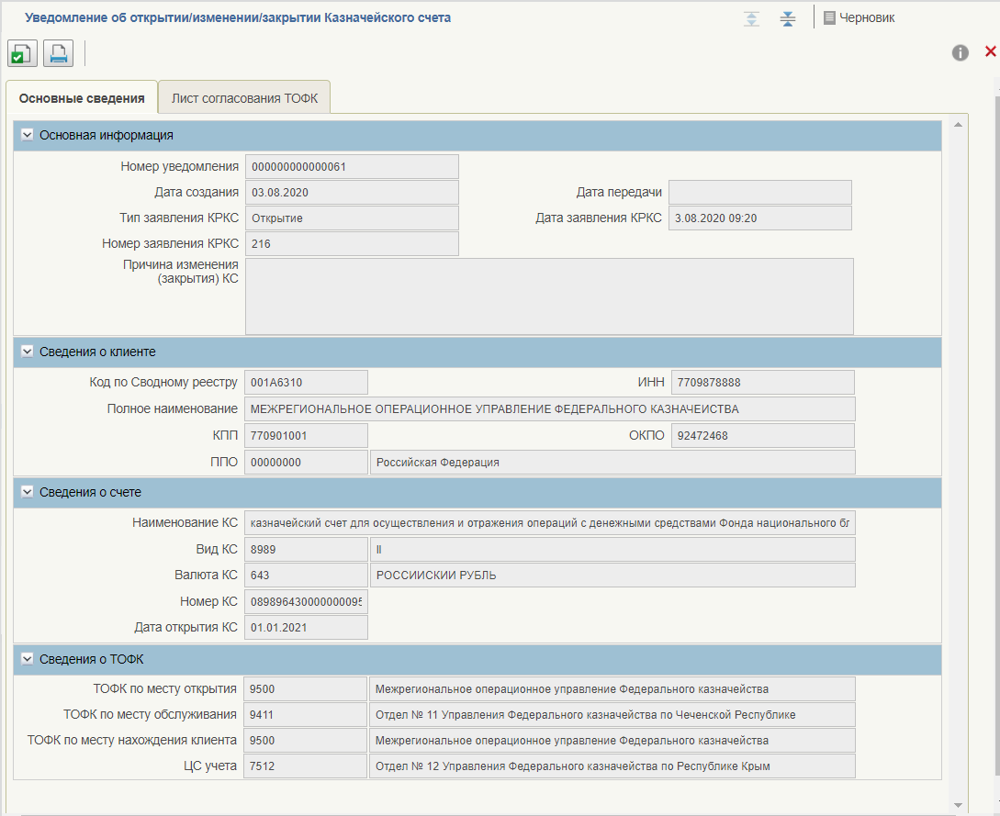 Уведомление об открытии/изменении/закрытии Казначейского счета
Черновик
Основные сведения
Лист согласования ТОФК
Основная информация
Номер уведомления 000000000000061
Дата создания 03.08.2020 Дата передачи
Тип заявления КРКС Открытие Дата заявления КРКС 3.08.2020 09:20
Номер заявления КРКС 216
Причина изменения
(закрытия) КС
Сведения о клиенте
Код по Сводному реестру 001А6310 ИНН 7709878888
Полное наименование МЕЖРЕГИОНАЛЬНОЕ ОПЕРАЦИОННОЕ УПРАВЛЕНИЕ ФЕДЕРАЛЬНОГО КАЗНАЧЕИСТВА
КПП 770901001 ОКПО 92472468
ППО 00000000 Российская Федерация
Сведения о счете
Наименование КС казначейский счет для осуществления и отражения операций с денежными средствами Фонда национального бл
Вид КС 8989 II
Валюта КС 643 РОССИИСКИИ РУБЛЬ
Номер КС 089896430000000095
Дата открытия КС 01.01.2021
Сведения о ТОФК
ТОФК по месту открытия 9500 Межрегиональное операционное управление Федерального казначейства
ТОФК по месту обслуживания 9411 Отдел № 11 Управления Федерального казначейства по Чеченской Республике
ТОФК по месту нахождения клиента 9500 Межрегиональное операционное управление Федерального казначейства
ЦС учета 7512 Отдел № 12 Управления Федерального казначейства по Республике Крым